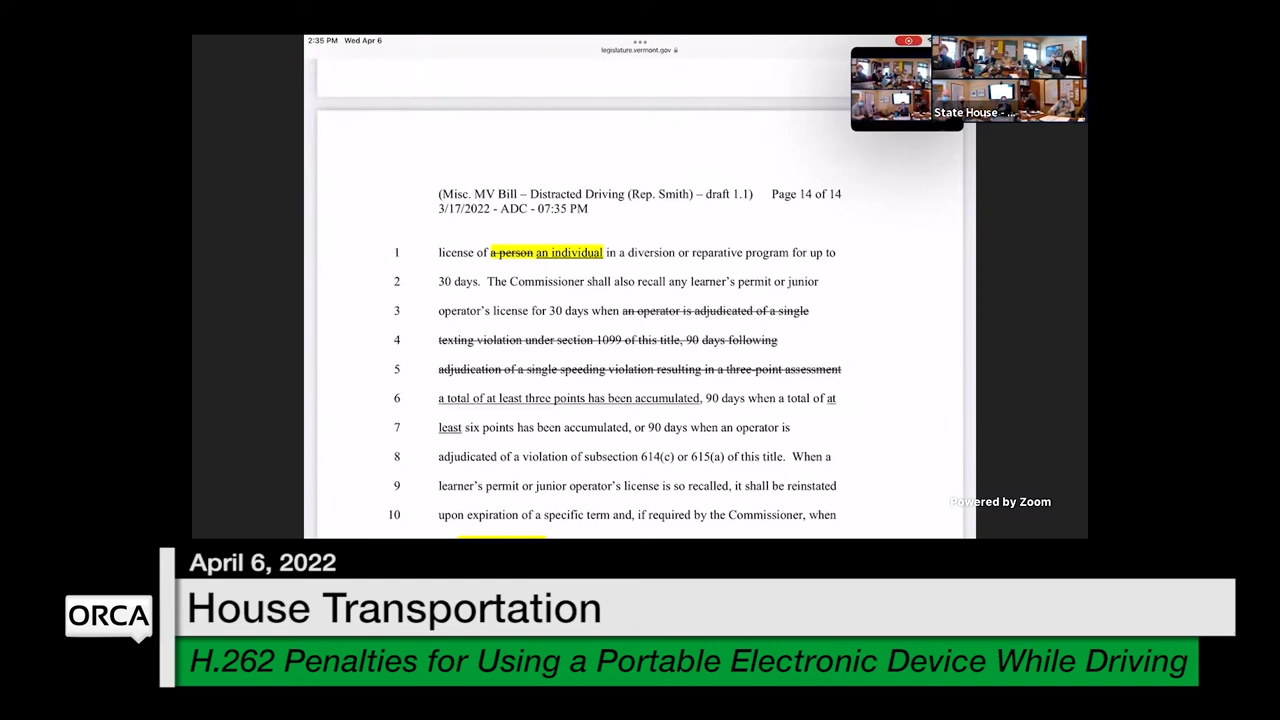 2:35 PM Wed Apr 6
legislature.vermont.gov
State House - ...
(Misc. MV Bill – Distracted Driving (Rep. Smith) – draft 1.1) Page 14 of 14
3/17/2022 - ADC - 07:35 PM
1 license of a person an individual in a diversion or reparative program for up to
2 30 days. The Commissioner shall also recall any learner's permit or junior
3 operator's license for 30 days when an operator is adjudicated of a single
4 texting violation under section 1099 of this title, 90 days following
5 adjudication of a single speeding violation resulting in a three-point assessment
6 a total of at least three points has been accumulated, 90 days when a total of at
7 least six points has been accumulated, or 90 days when an operator is
8 adjudicated of a violation of subsection 614(c) or 615(a) of this title. When a
9 learner's permit or junior operator's license is so recalled, it shall be reinstated
10 upon expiration of a specific term and, if required by the Commissioner, when
Powered by Zoom
April 6, 2022
ORCA
House Transportation
H.262 Penalties for Using a Portable Electronic Device While Driving